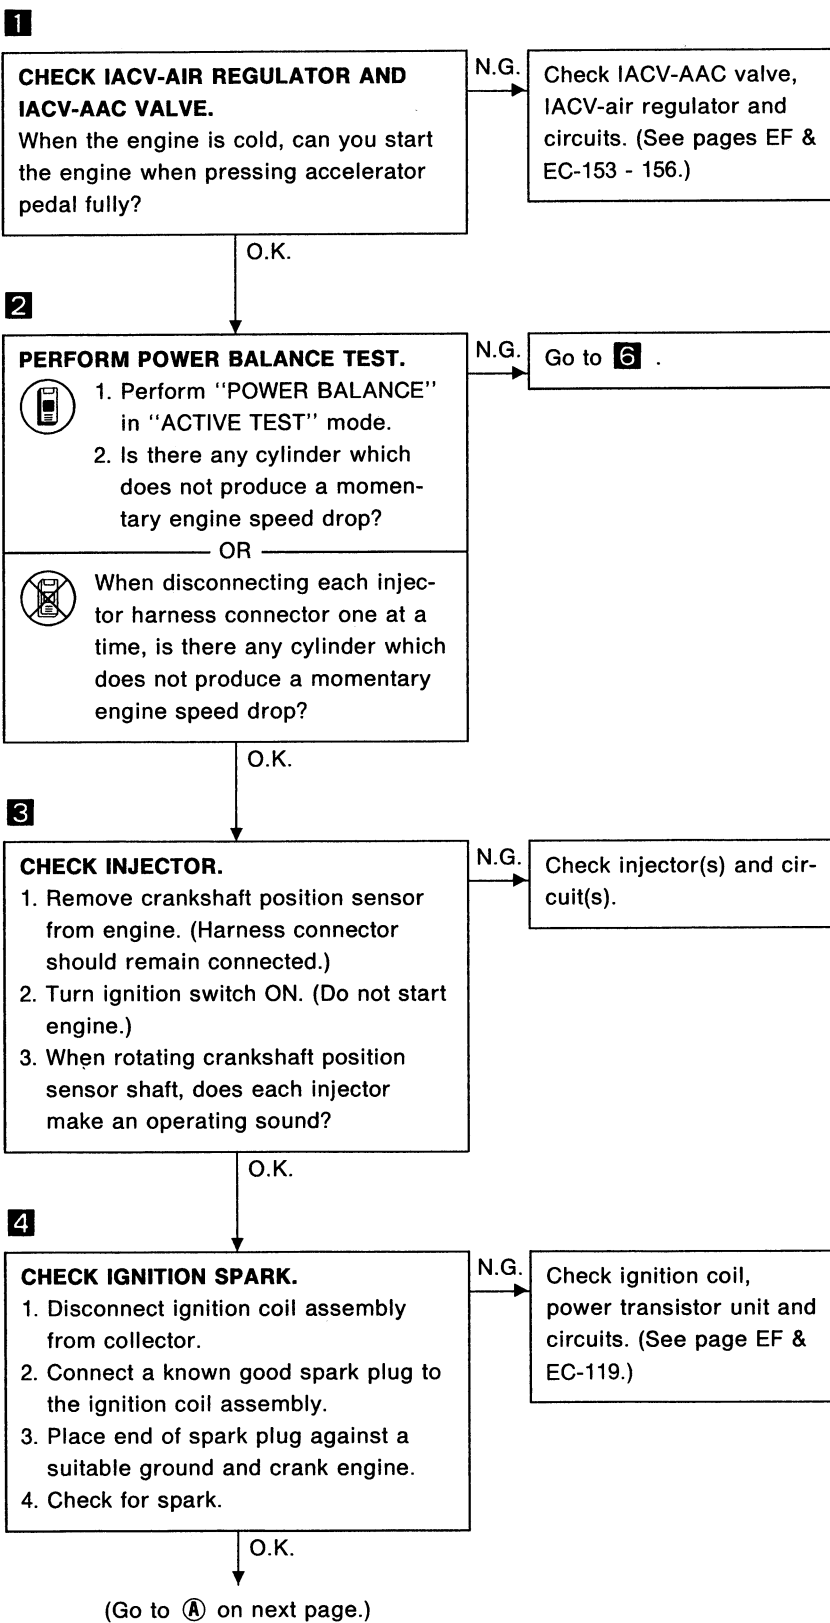 1
CHECK IACV-AIR REGULATOR AND
IACV-AAC VALVE.
When the engine is cold, can you start
the engine when pressing accelerator
pedal fully?
N.G.
Check IACV-AAC valve,
IACV-air regulator and
circuits. (See pages EF &
EC-153 - 156.)
O.K.
2
PERFORM POWER BALANCE TEST.
1. Perform "POWER BALANCE"
in "ACTIVE TEST" mode.
2. Is there any cylinder which
does not produce a momen-
tary engine speed drop?
OR
When disconnecting each injec-
tor harness connector one at a
time, is there any cylinder which
does not produce a momentary
engine speed drop?
N.G.
Go to 6 .
O.K.
3
CHECK INJECTOR.
1. Remove crankshaft position sensor
from engine. (Harness connector
should remain connected.)
2. Turn ignition switch ON. (Do not start
engine.)
3. When rotating crankshaft position
sensor shaft, does each injector
make an operating sound?
N.G.
Check injector(s) and cir-
cuit(s).
O.K.
4
CHECK IGNITION SPARK.
1. Disconnect ignition coil assembly
from collector.
2. Connect a known good spark plug to
the ignition coil assembly.
3. Place end of spark plug against a
suitable ground and crank engine.
4. Check for spark.
N.G.
Check ignition coil,
power transistor unit and
circuits. (See page EF &
EC-119.)
O.K.
(Go to Ⓐ on next page.)